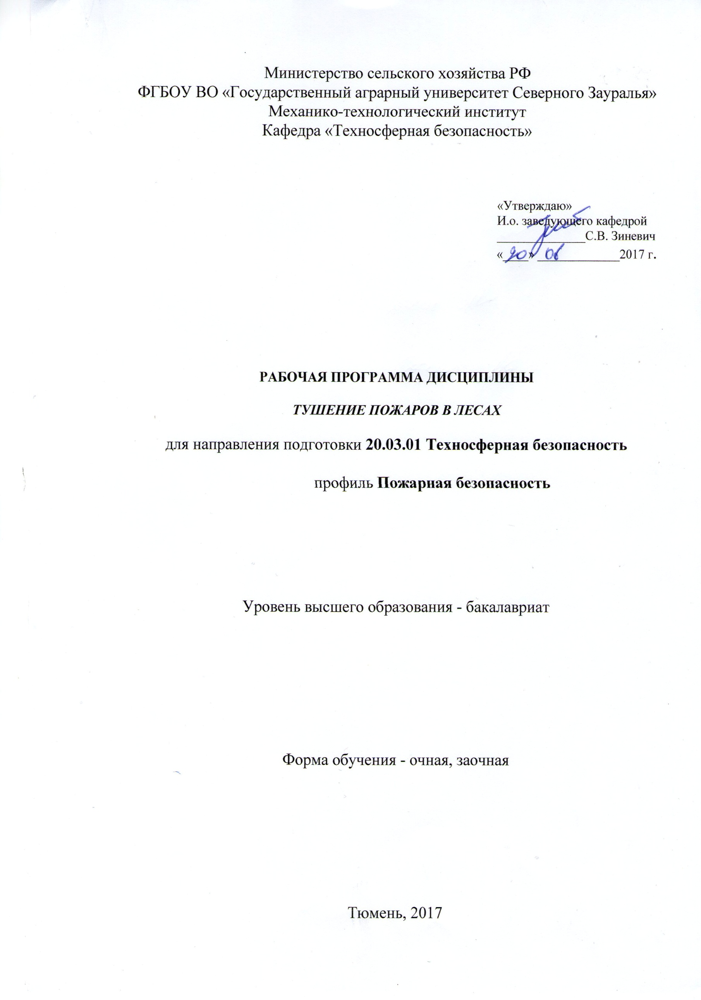 Министерство сельского хозяйства РФ
ФГБОУ ВО «Государственный аграрный университет Северного Зауралья»
Механико-технологический институт
Кафедра «Техносферная безопасность»
«Утверждаю»
И.о. заведующего кафедрой
______________С.В. Зиневич
«20» 06 _____________2017 г.
РАБОЧАЯ ПРОГРАММА ДИСЦИПЛИНЫ
ТУШЕНИЕ ПОЖАРОВ В ЛЕСАХ
для направления подготовки 20.03.01 Техносферная безопасность
профиль Пожарная безопасность
Уровень высшего образования - бакалавриат
Форма обучения - очная, заочная
Тюмень, 2017